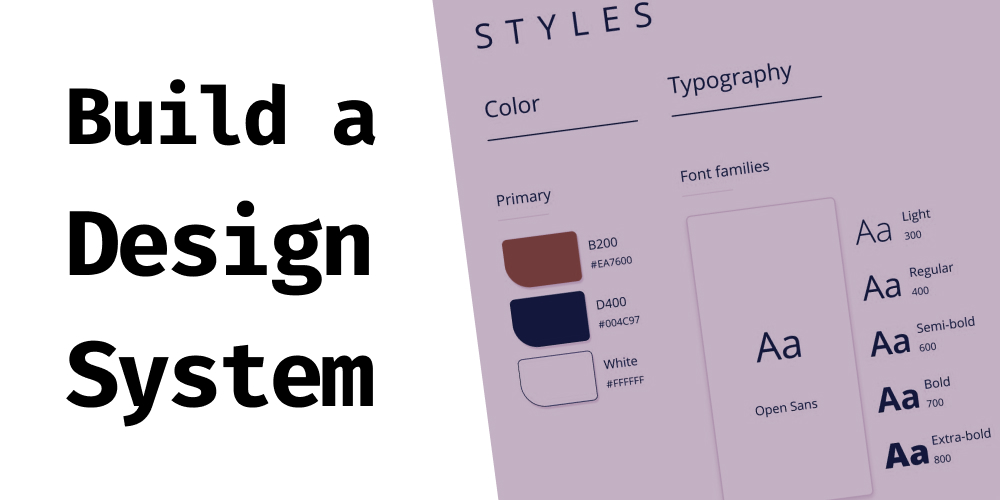 Build a
Design
System
STYLES
Color
Primary
B200
#EA7600
D400
#004C97
White
#FFFFFF
Typography
Font families
Aa
Open Sans
Aa Light
300
Aa Regular
400
Aa Semi-bold
600
Aa Bold
700
Aa Extra-bold
800